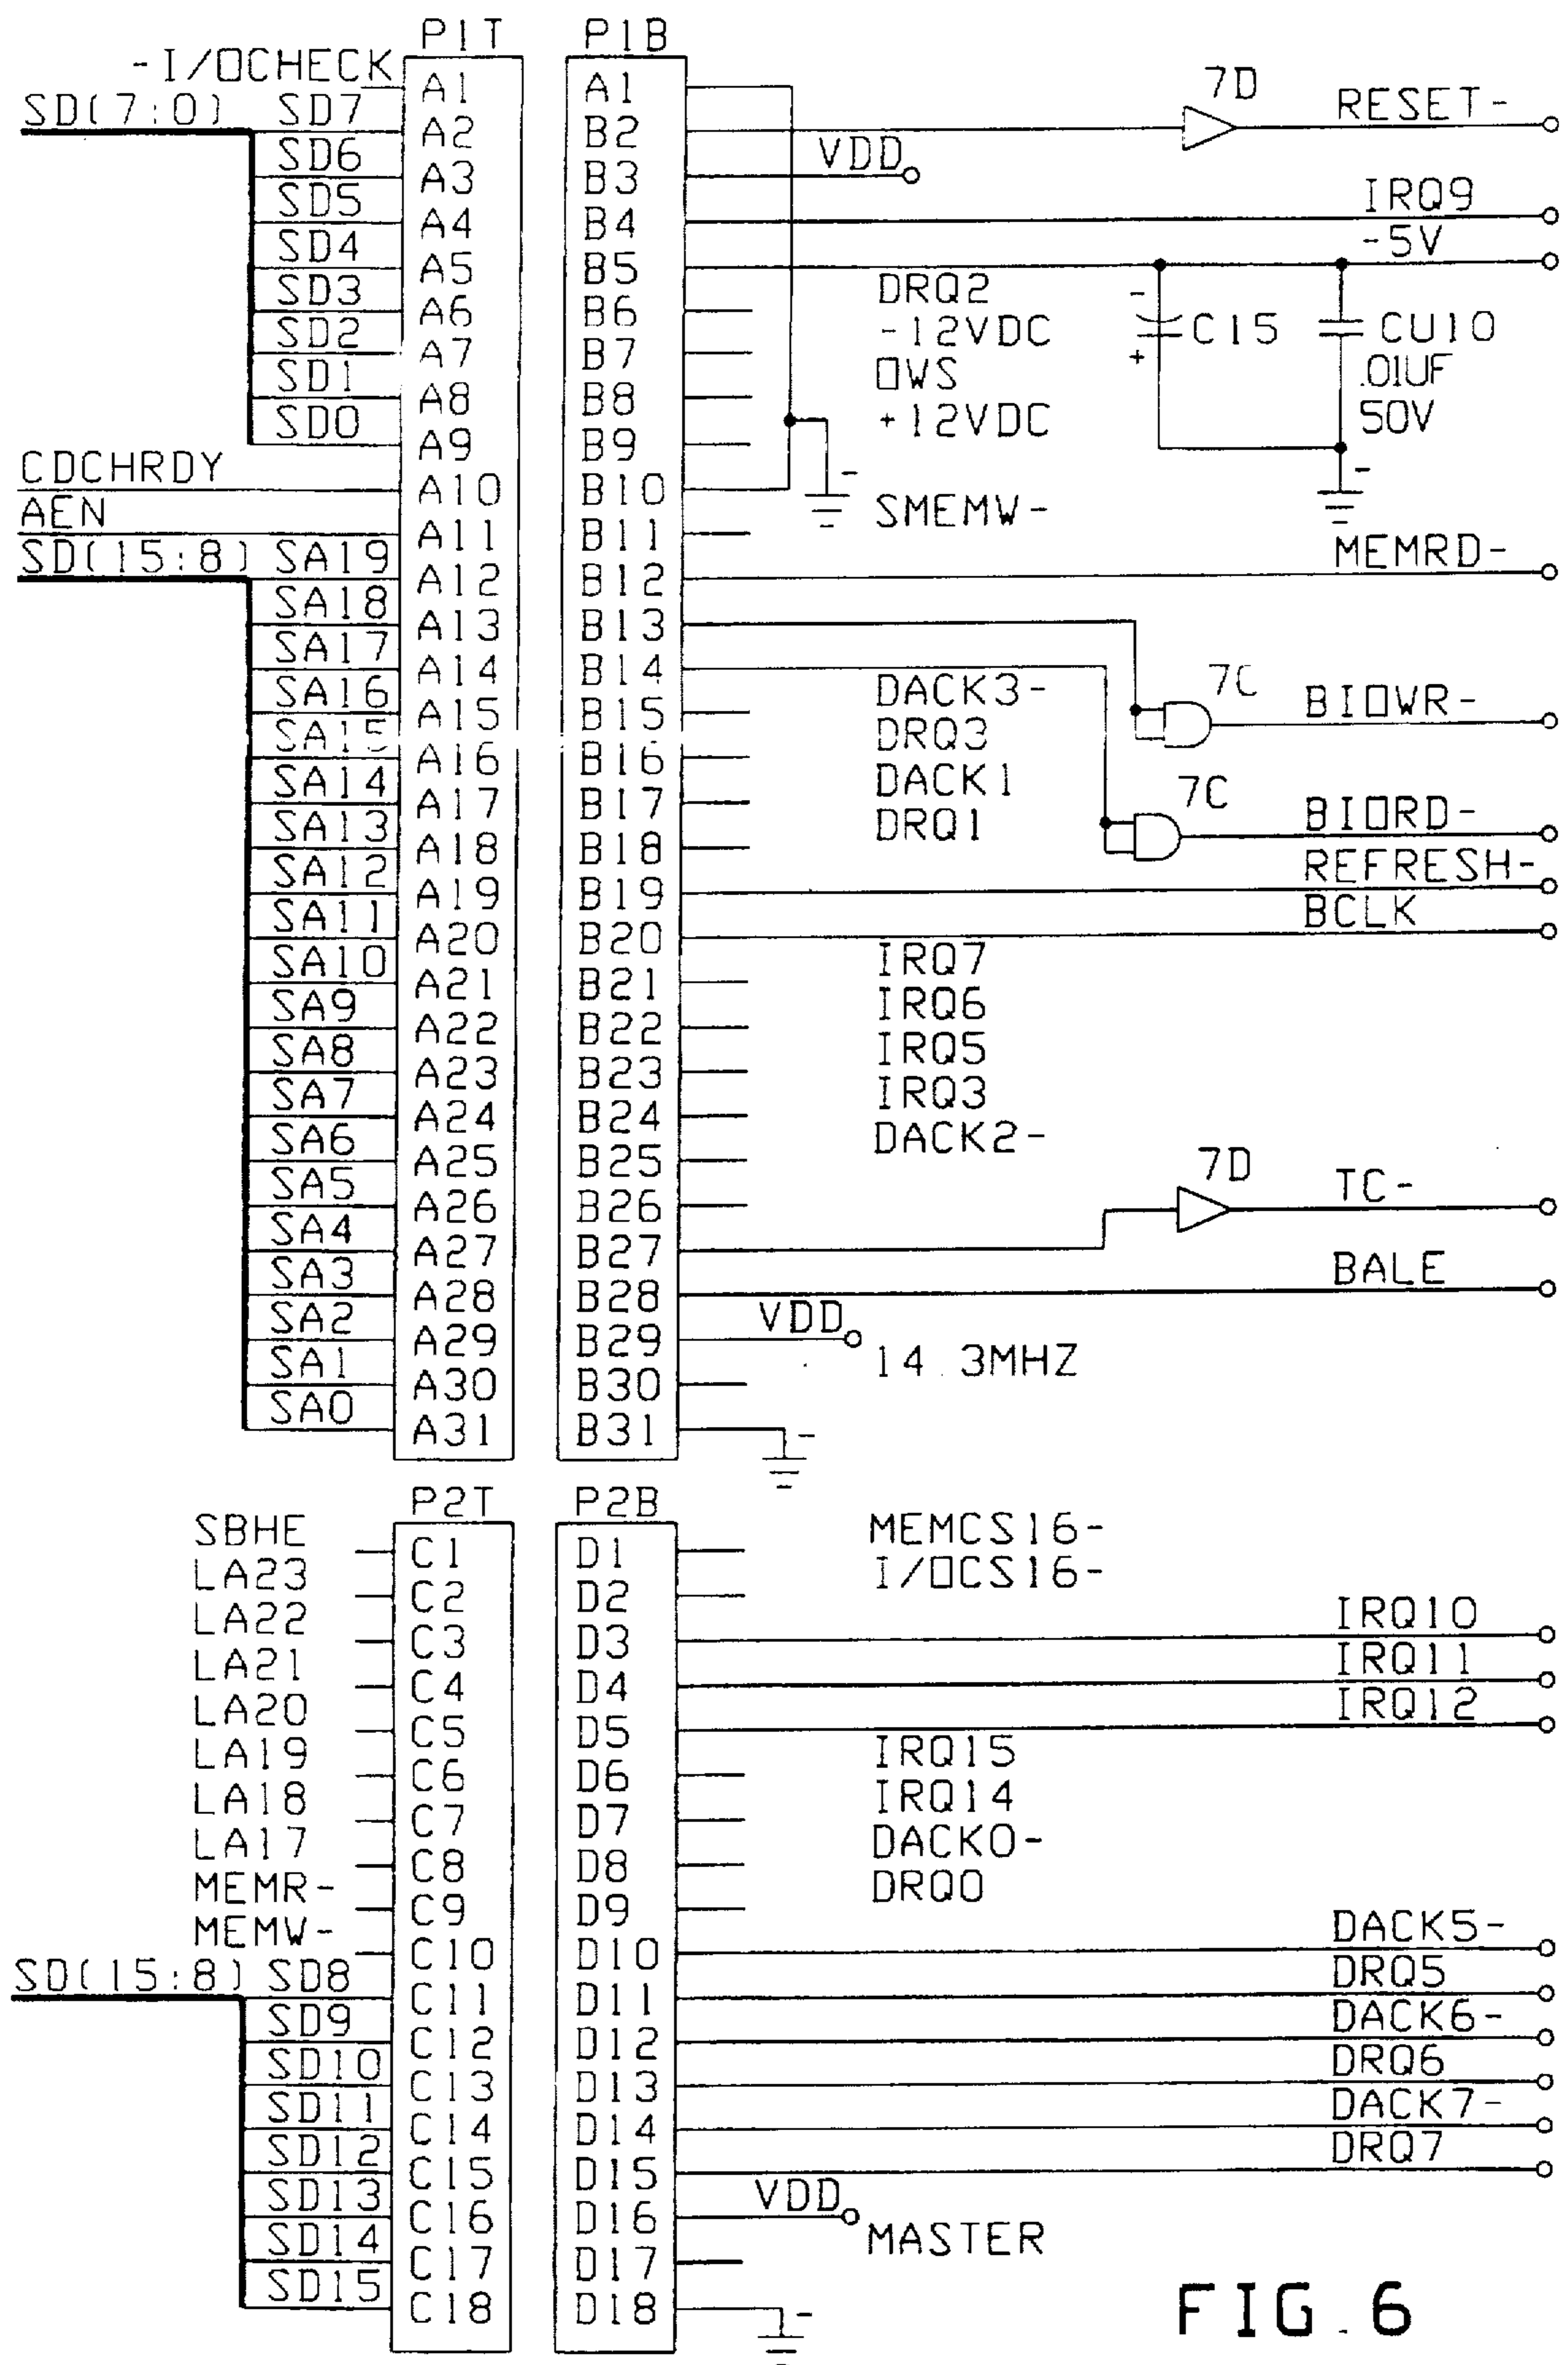 P1T P1B
-I/OCHECK A1 A1 7D RESET-
SD(7:0) SD7 A2 B2
SD6 A3 B3 VDD
SD5 A4 B4 IRQ9
SD4 A5 B5 -5V
SD3 A6 B6 DRQ2 -
SD2 A7 B7 -12VDC C15 CU10
SD1 A8 B8 0WS + .01UF
SD0 A9 B9 +12VDC 50V
CDCHRDY A10 B10 - -
AEN A11 B11 SMEMW-
SD(15:8) SA19 A12 B12 MEMRD-
SA18 A13 B13
SA17 A14 B14 7C
SA16 A15 B15 DACK3- BIOWR-
SA15 A16 B16 DRQ3
SA14 A17 B17 DACK1 7C
SA13 A18 B18 DRQ1 BIORD-
SA12 A19 B19 REFRESH-
SA11 A20 B20 BCLK
SA10 A21 B21 IRQ7
SA9 A22 B22 IRQ6
SA8 A23 B23 IRQ5
SA7 A24 B24 IRQ3
SA6 A25 B25 DACK2-
SA5 A26 B26 7D TC-
SA4 A27 B27
SA3 A28 B28 BALE
SA2 A29 B29 VDD
SA1 A30 B30 14.3MHZ
SA0 A31 B31 -
P2T P2B
SBHE C1 D1 MEMCS16-
LA23 C2 D2 I/OCS16-
LA22 C3 D3 IRQ10
LA21 C4 D4 IRQ11
LA20 C5 D5 IRQ12
LA19 C6 D6 IRQ15
LA18 C7 D7 IRQ14
LA17 C8 D8 DACK0-
MEMR- C9 D9 DRQ0
MEMW- C10 D10 DACK5-
SD(15:8) SD8 C11 D11 DRQ5
SD9 C12 D12 DACK6-
SD10 C13 D13 DRQ6
SD11 C14 D14 DACK7-
SD12 C15 D15 DRQ7
SD13 C16 D16 VDD
SD14 C17 D17 MASTER
SD15 C18 D18 -
FIG. 6